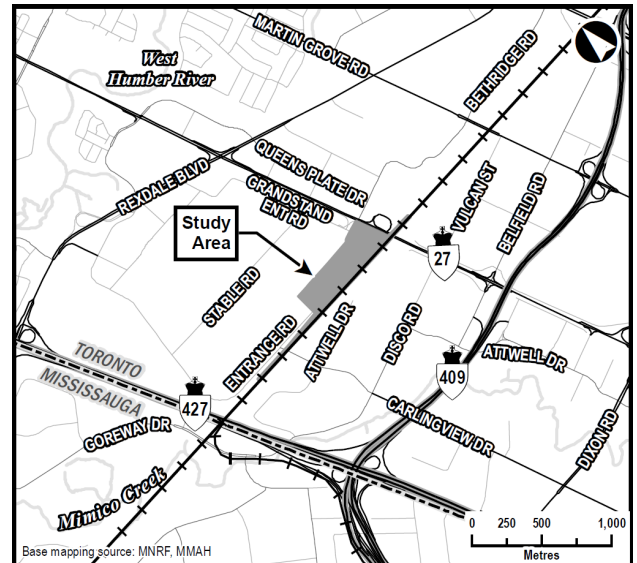 MARTIN GROVE RD
BETHRIDGE RD
West
Humber River
QUEENS PLATE DR
REXDALE BLVD
GRANDSTAND
ENT RD
VULCAN ST
BELFIELD RD
Study
Area
27
STABLE RD
ENTRANCE RD
ATTWELL DR
DISCO RD
ATTWELL DR
409
TORONTO
MISSISSAUGA
427
CARLINGVIEW DR
GOREWAY DR
DIXON RD
Mimico Creek
0 250 500 1,000
Metres
Base mapping source: MNRF, MMAH